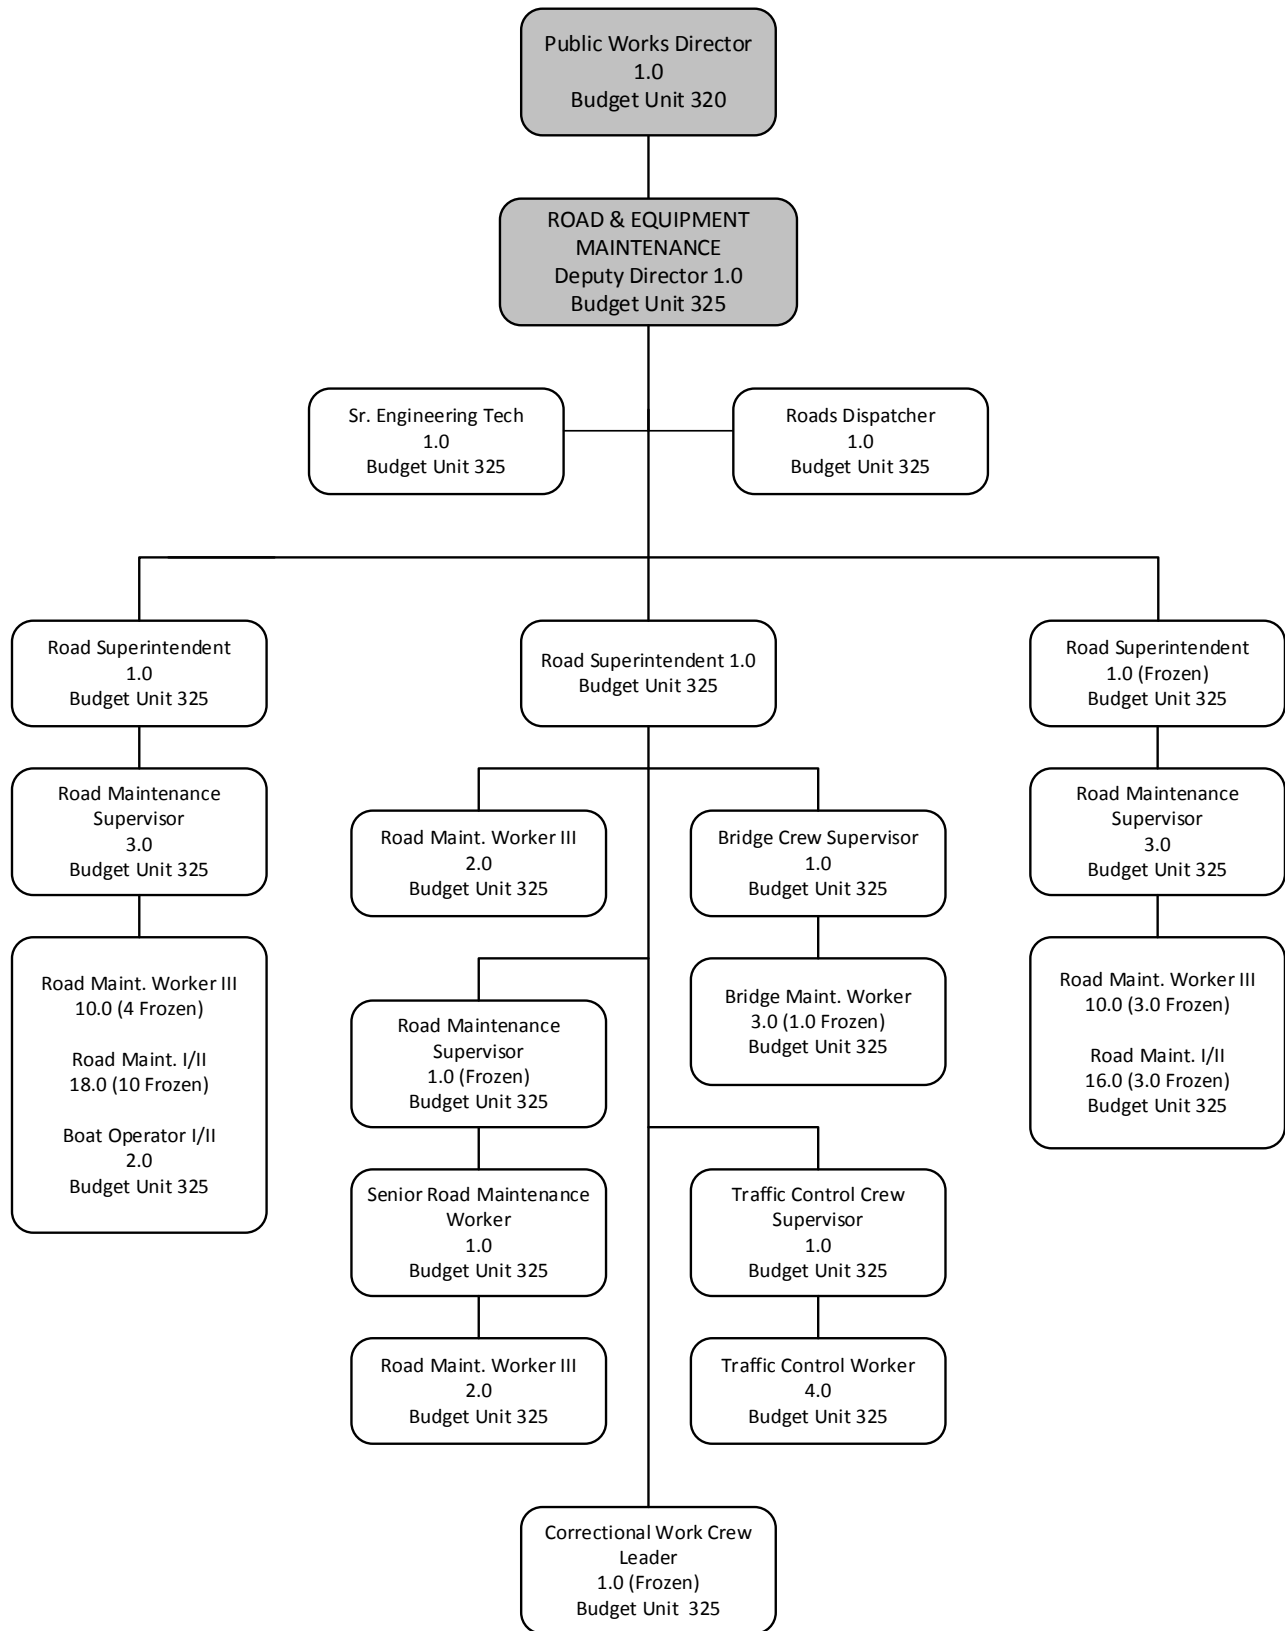 Public Works Director
1.0
Budget Unit 320
ROAD & EQUIPMENT
MAINTENANCE
Deputy Director 1.0
Budget Unit 325
Sr. Engineering Tech
1.0
Budget Unit 325
Roads Dispatcher
1.0
Budget Unit 325
Road Superintendent
1.0
Budget Unit 325
Road Superintendent 1.0
Budget Unit 325
Road Superintendent
1.0 (Frozen)
Budget Unit 325
Road Maintenance
Supervisor
3.0
Budget Unit 325
Road Maint. Worker III
2.0
Budget Unit 325
Bridge Crew Supervisor
1.0
Budget Unit 325
Road Maintenance
Supervisor
3.0
Budget Unit 325
Road Maint. Worker III
10.0 (4 Frozen)
Road Maint. I/II
18.0 (10 Frozen)
Boat Operator I/II
2.0
Budget Unit 325
Road Maintenance
Supervisor
1.0 (Frozen)
Budget Unit 325
Bridge Maint. Worker
3.0 (1.0 Frozen)
Budget Unit 325
Road Maint. Worker III
10.0 (3.0 Frozen)
Road Maint. I/II
16.0 (3.0 Frozen)
Budget Unit 325
Senior Road Maintenance
Worker
1.0
Budget Unit 325
Traffic Control Crew
Supervisor
1.0
Budget Unit 325
Road Maint. Worker III
2.0
Budget Unit 325
Traffic Control Worker
4.0
Budget Unit 325
Correctional Work Crew
Leader
1.0 (Frozen)
Budget Unit  325